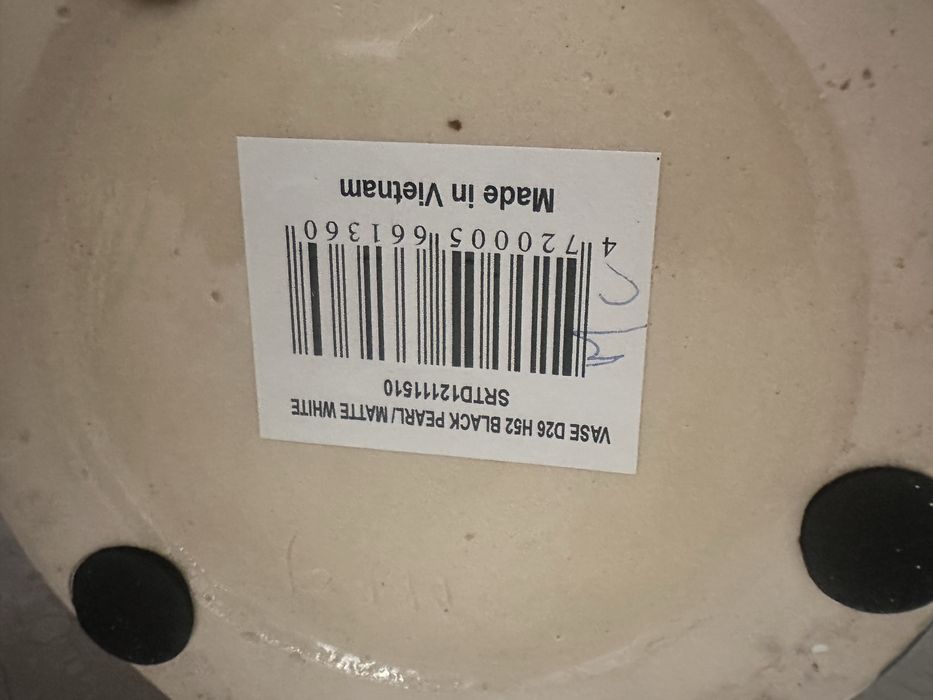 VASE D26 H52 BLACK PEARL/ MATTE WHITE
SRTD12111510
4 720005 661360
Made in Vietnam